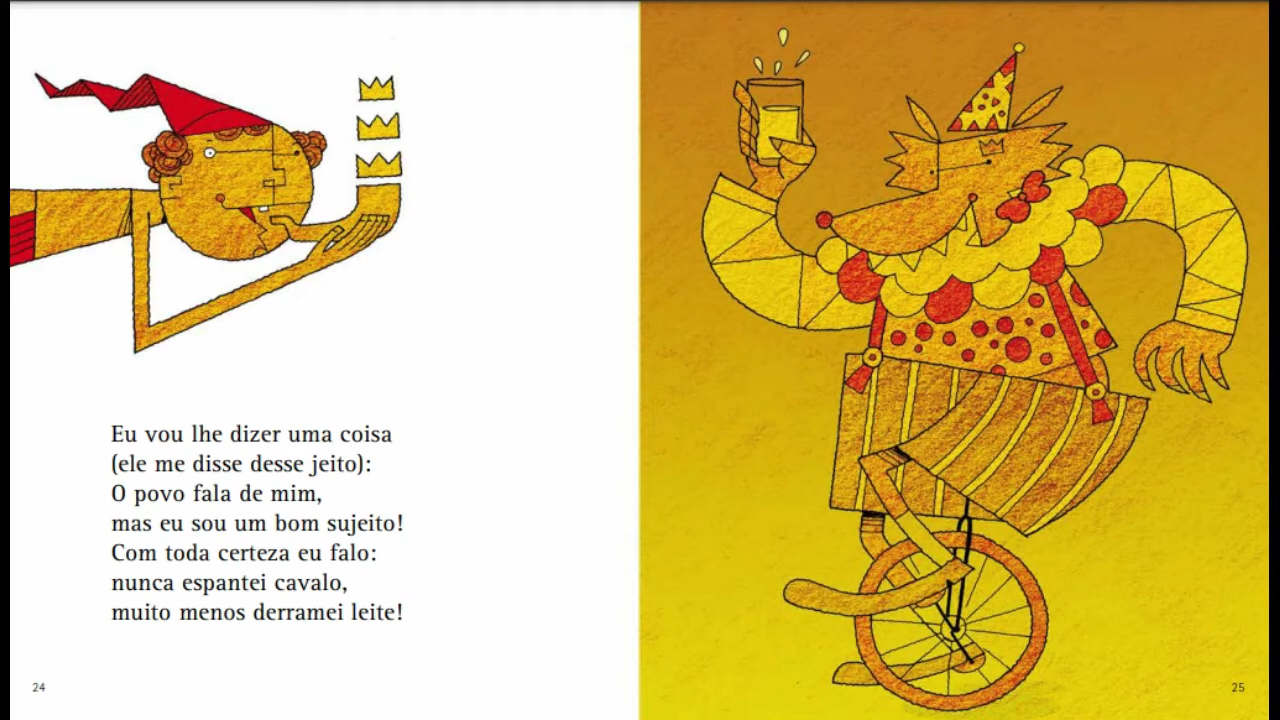 Eu vou lhe dizer uma coisa
(ele me disse desse jeito):
O povo fala de mim,
mas eu sou um bom sujeito!
Com toda certeza eu falo:
nunca espantei cavalo,
muito menos derramei leite!
24
25